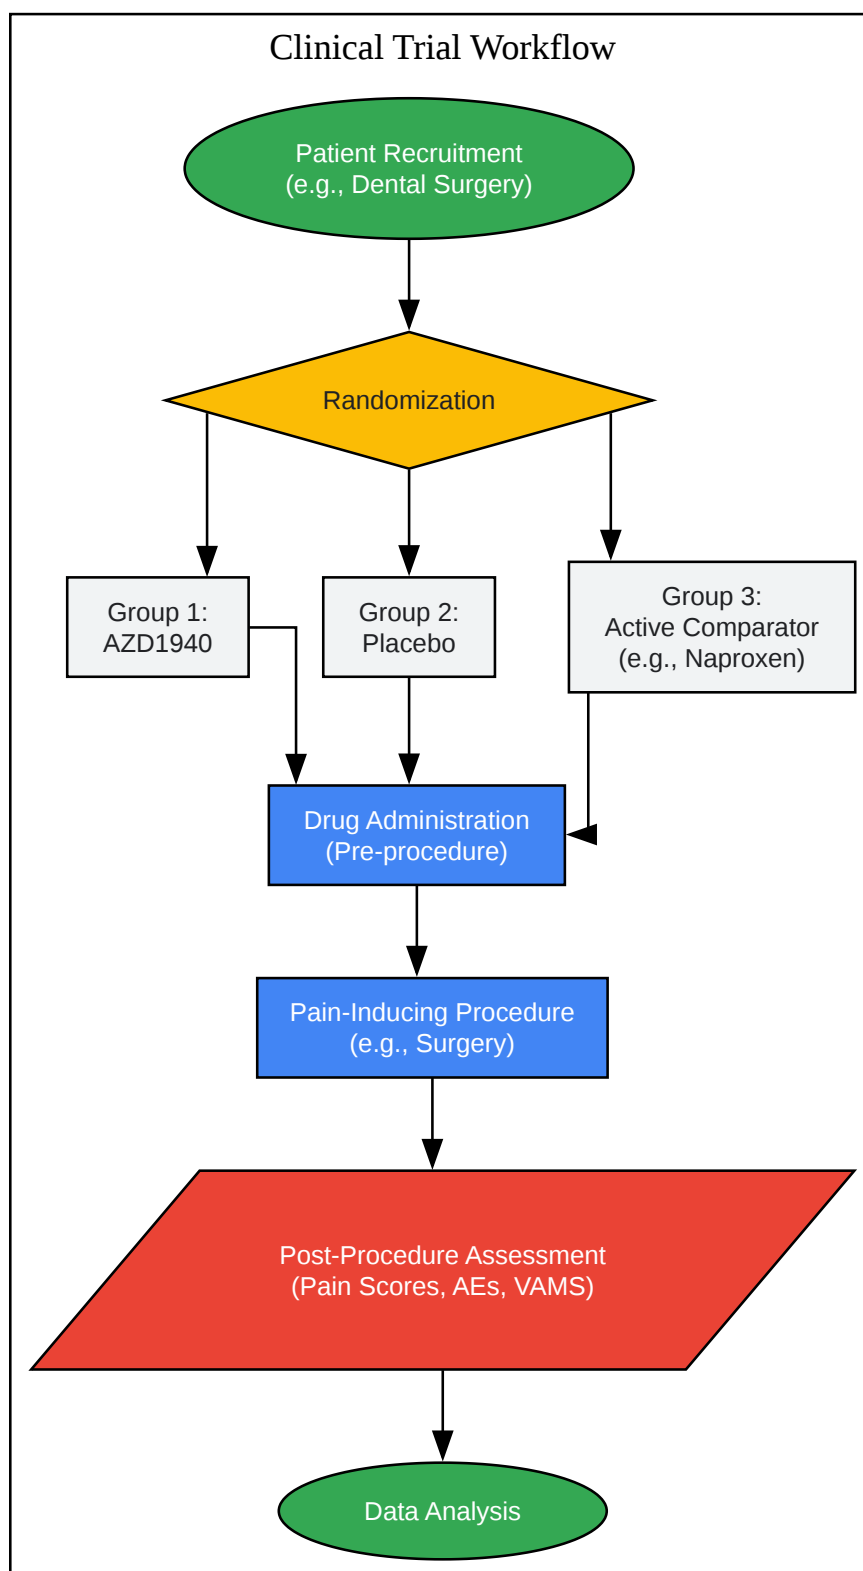 Clinical Trial Workflow
Patient Recruitment
(e.g., Dental Surgery)
Randomization
Group 1:
AZD1940
Group 2:
Placebo
Group 3:
Active Comparator
(e.g., Naproxen)
Drug Administration
(Pre-procedure)
Pain-Inducing Procedure
(e.g., Surgery)
Post-Procedure Assessment
(Pain Scores, AEs, VAMS)
Data Analysis